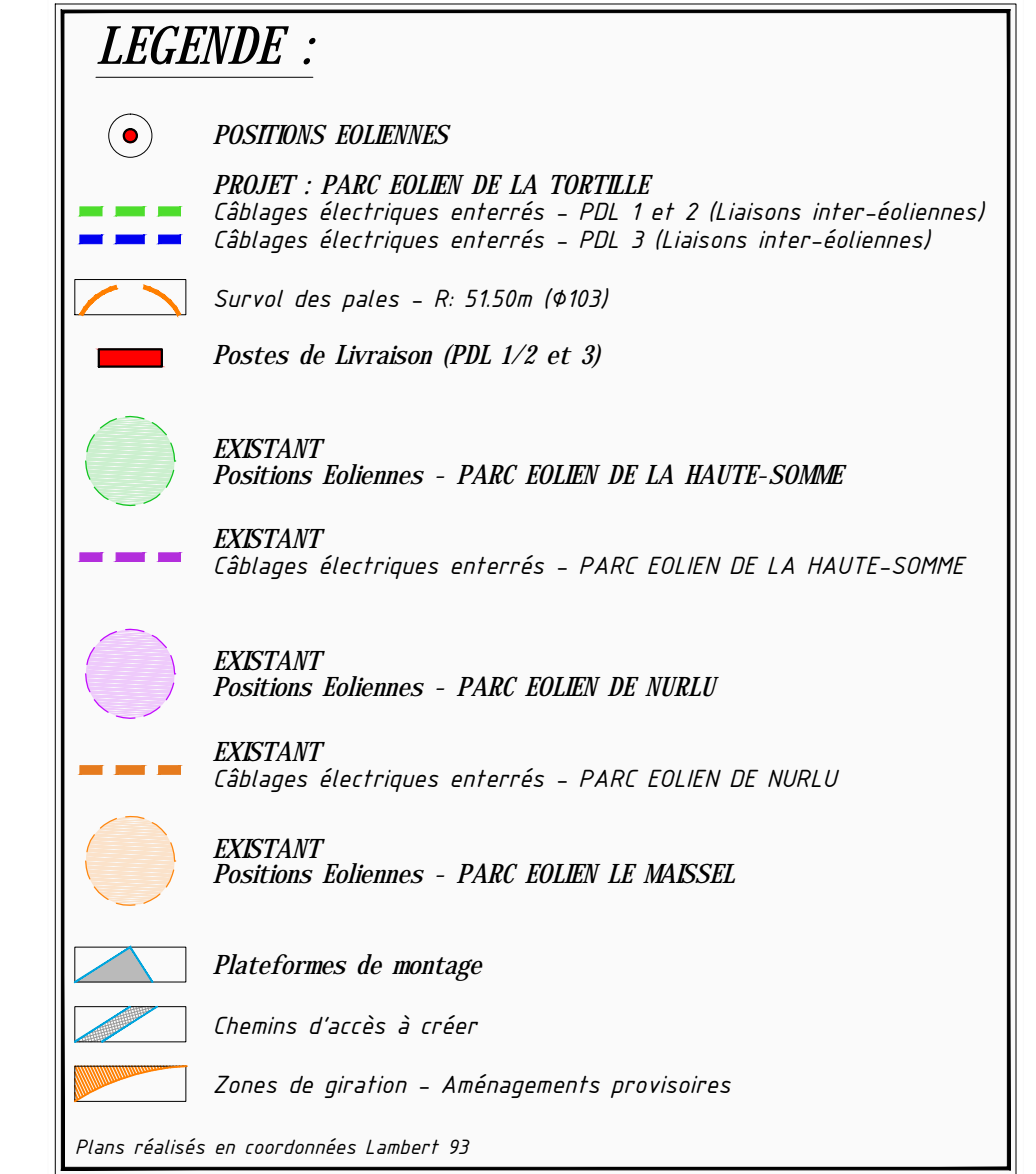 LEGENDE :
POSITIONS EOLIENNES
PROJET : PARC EOLIEN DE LA TORTILLE
Câblages électriques enterrés - PDL 1 et 2 (Liaisons inter-éoliennes)
Câblages électriques enterrés - PDL 3 (Liaisons inter-éoliennes)
Survol des pales - R: 51.50m (Φ103)
Postes de Livraison (PDL 1/2 et 3)
EXISTANT
Positions Eoliennes - PARC EOLIEN DE LA HAUTE-SOMME
EXISTANT
Câblages électriques enterrés - PARC EOLIEN DE LA HAUTE-SOMME
EXISTANT
Positions Eoliennes - PARC EOLIEN DE NURLU
EXISTANT
Câblages électriques enterrés - PARC EOLIEN DE NURLU
EXISTANT
Positions Eoliennes - PARC EOLIEN LE MAISSEL
Plateformes de montage
Chemins d'accès à créer
Zones de giration - Aménagements provisoires
Plans réalisés en coordonnées Lambert 93